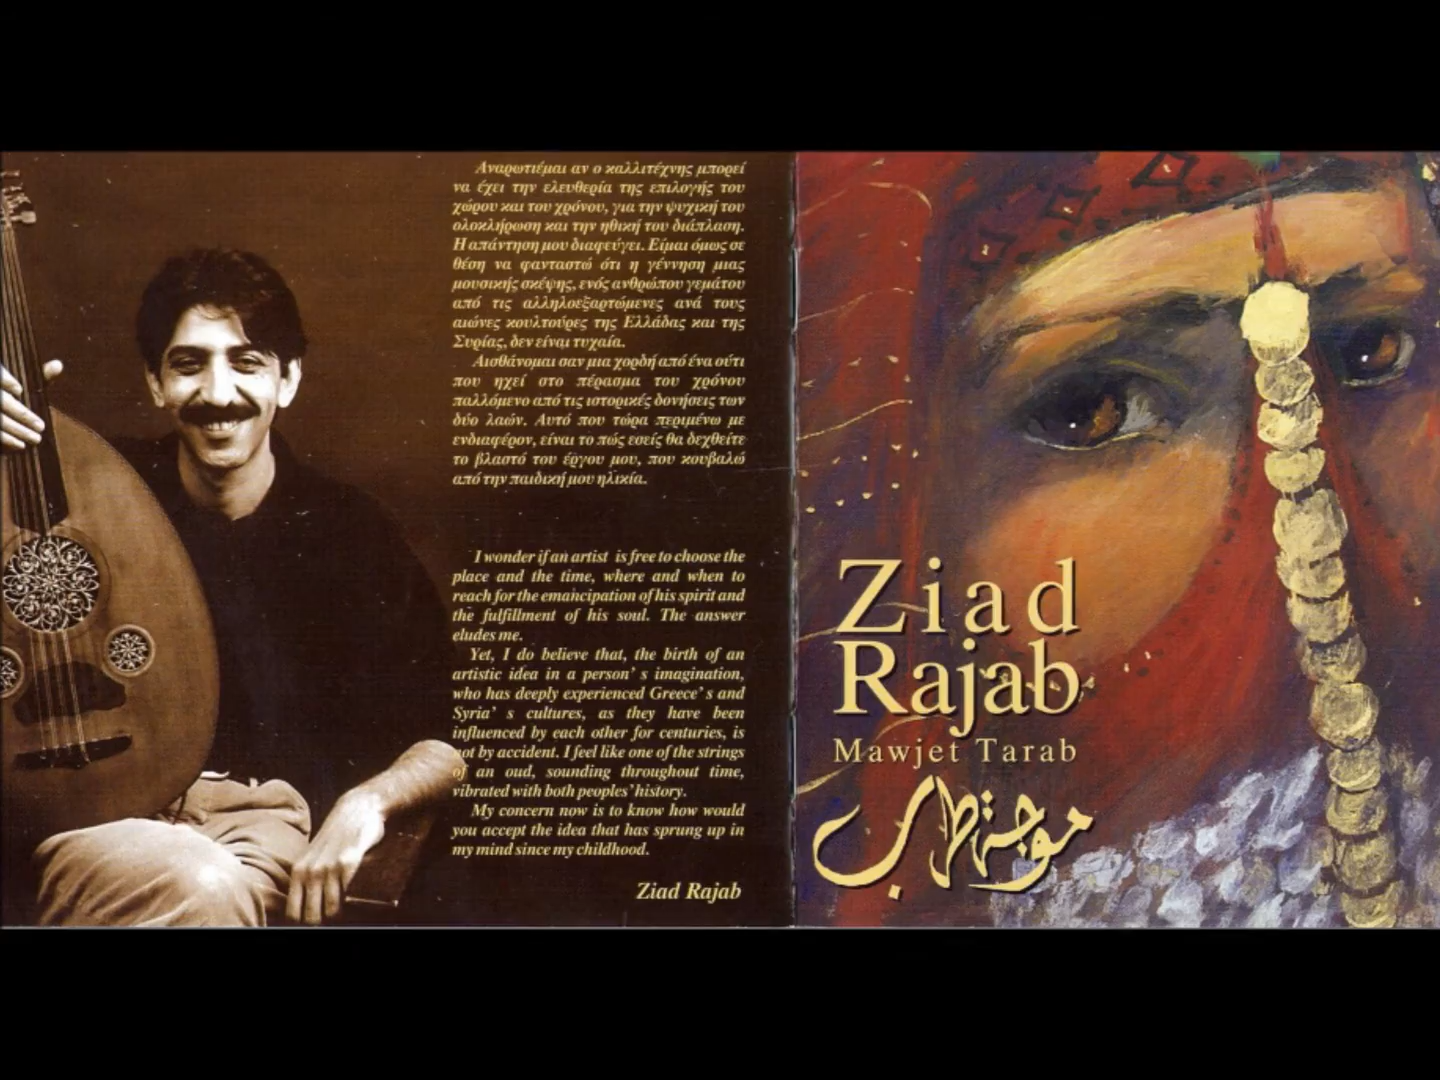 Αναρωτιέμαι αν ο καλλιτέχνης μπορεί
να έχει την ελευθερία της επιλογής του
χώρου και του χρόνου, για την ψυχική του
ολοκλήρωση και την ηθική του διάπλαση.
Η απάντηση μου διαφεύγει. Είμαι όμως σε
θέση να φανταστώ ότι η γέννηση μιας
μουσικής σκέψης, ενός ανθρώπου γεμάτου
από τις αλληλοεξαρτώμενες ανά τους
αιώνες κουλτούρες της Ελλάδας και της
Συρίας, δεν είναι τυχαία.
Αισθάνομαι σαν μια χορδή από ένα ούτι
που ηχεί στο πέρασμα του χρόνου
παλλόμενο από τις ιστορικές δονήσεις των
δύο λαών. Αυτό που τώρα περιμένω με
ενδιαφέρον, είναι το πώς εσείς θα δεχθείτε
το βλαστό του έργου μου, που κουβαλώ
από την παιδική μου ηλικία.
I wonder if an artist is free to choose the
place and the time, where and when to
reach for the emancipation of his spirit and
the fulfillment of his soul. The answer
eludes me.
Yet, I do believe that, the birth of an
artistic idea in a person' s imagination,
who has deeply experienced Greece' s and
Syria' s cultures, as they have been
influenced by each other for centuries, is
not by accident. I feel like one of the strings
of an oud, sounding throughout time,
vibrated with both peoples' history.
My concern now is to know how would
you accept the idea that has sprung up in
my mind since my childhood.
Ziad Rajab
Ziad
Rajab
Mawjet Tarab
موجة طرب